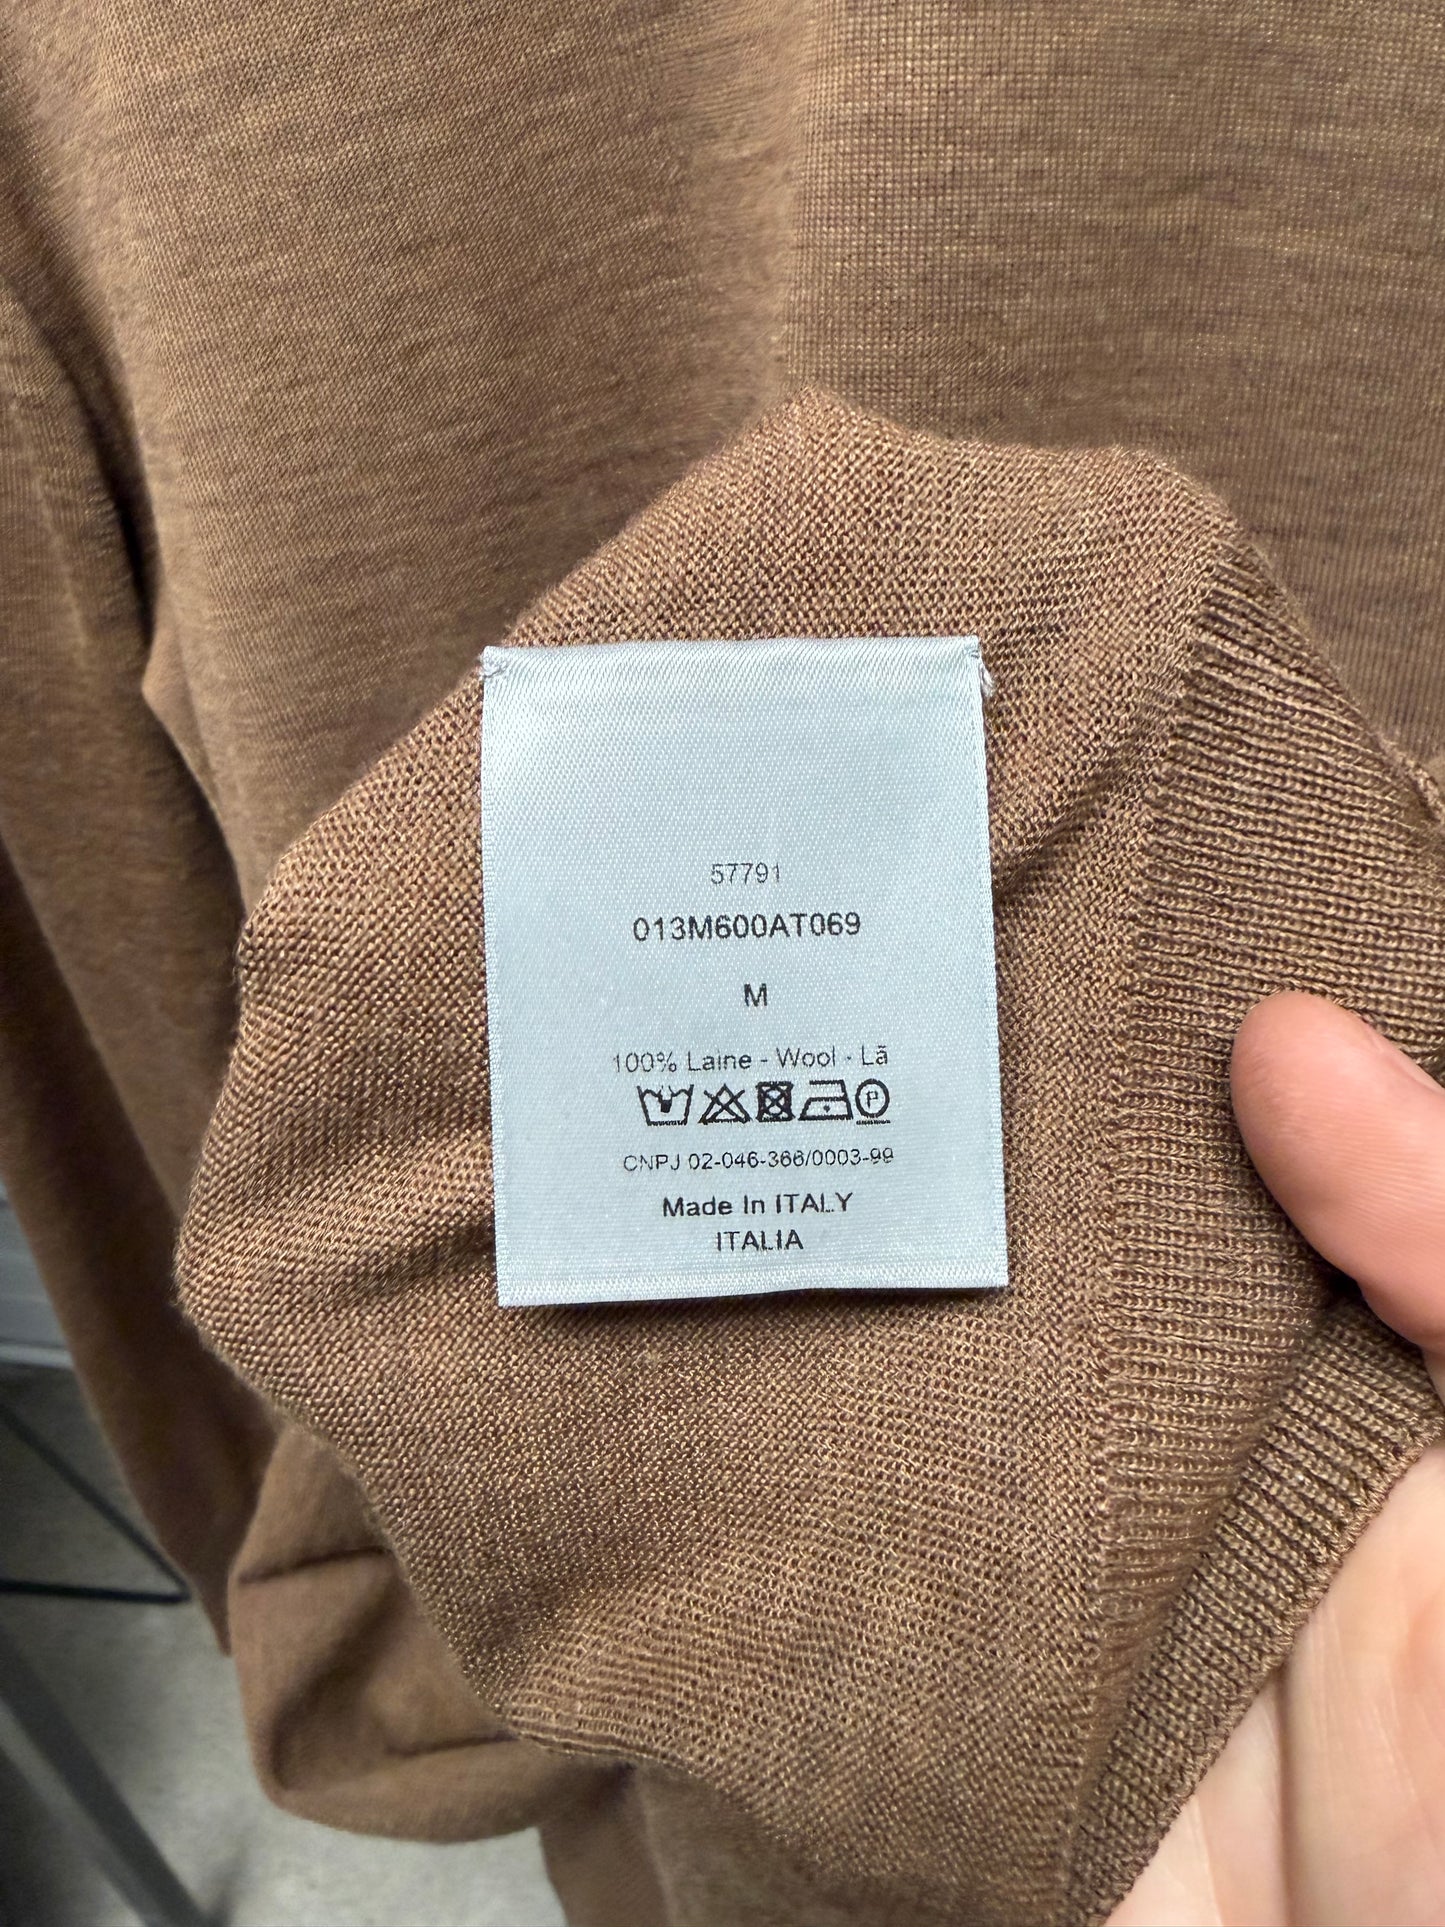 57791
013M600AT069
M
100% Laine - Wool - Lã
P
CNPJ 02-046-366/0003-99
Made In ITALY
ITALIA